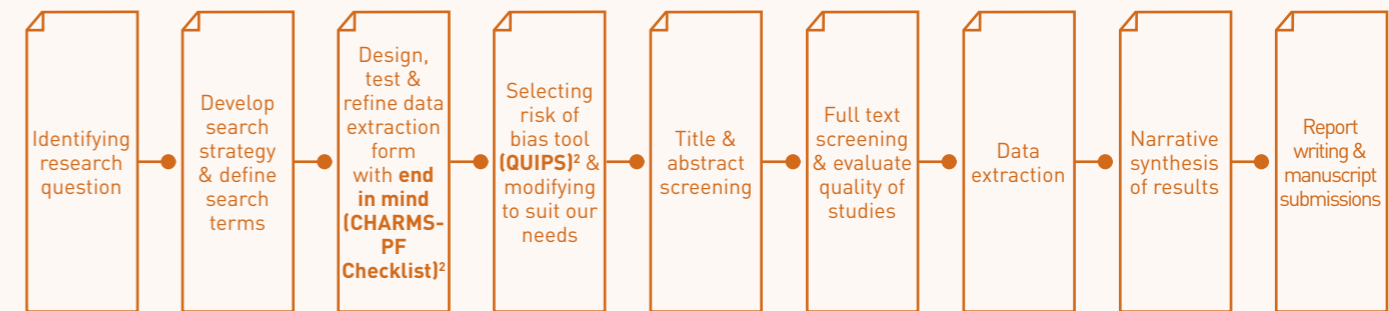 Identifying
research
question
Develop
search
strategy
& define
search
terms
Design,
test &
refine data
extraction
form
with end
in mind
(CHARMS-
PF
Checklist)²
Selecting
risk of
bias tool
(QUIPS)² &
modifying
to suit our
needs
Title &
abstract
screening
Full text
screening
& evaluate
quality of
studies
Data
extraction
Narrative
synthesis
of results
Report
writing &
manuscript
submissions